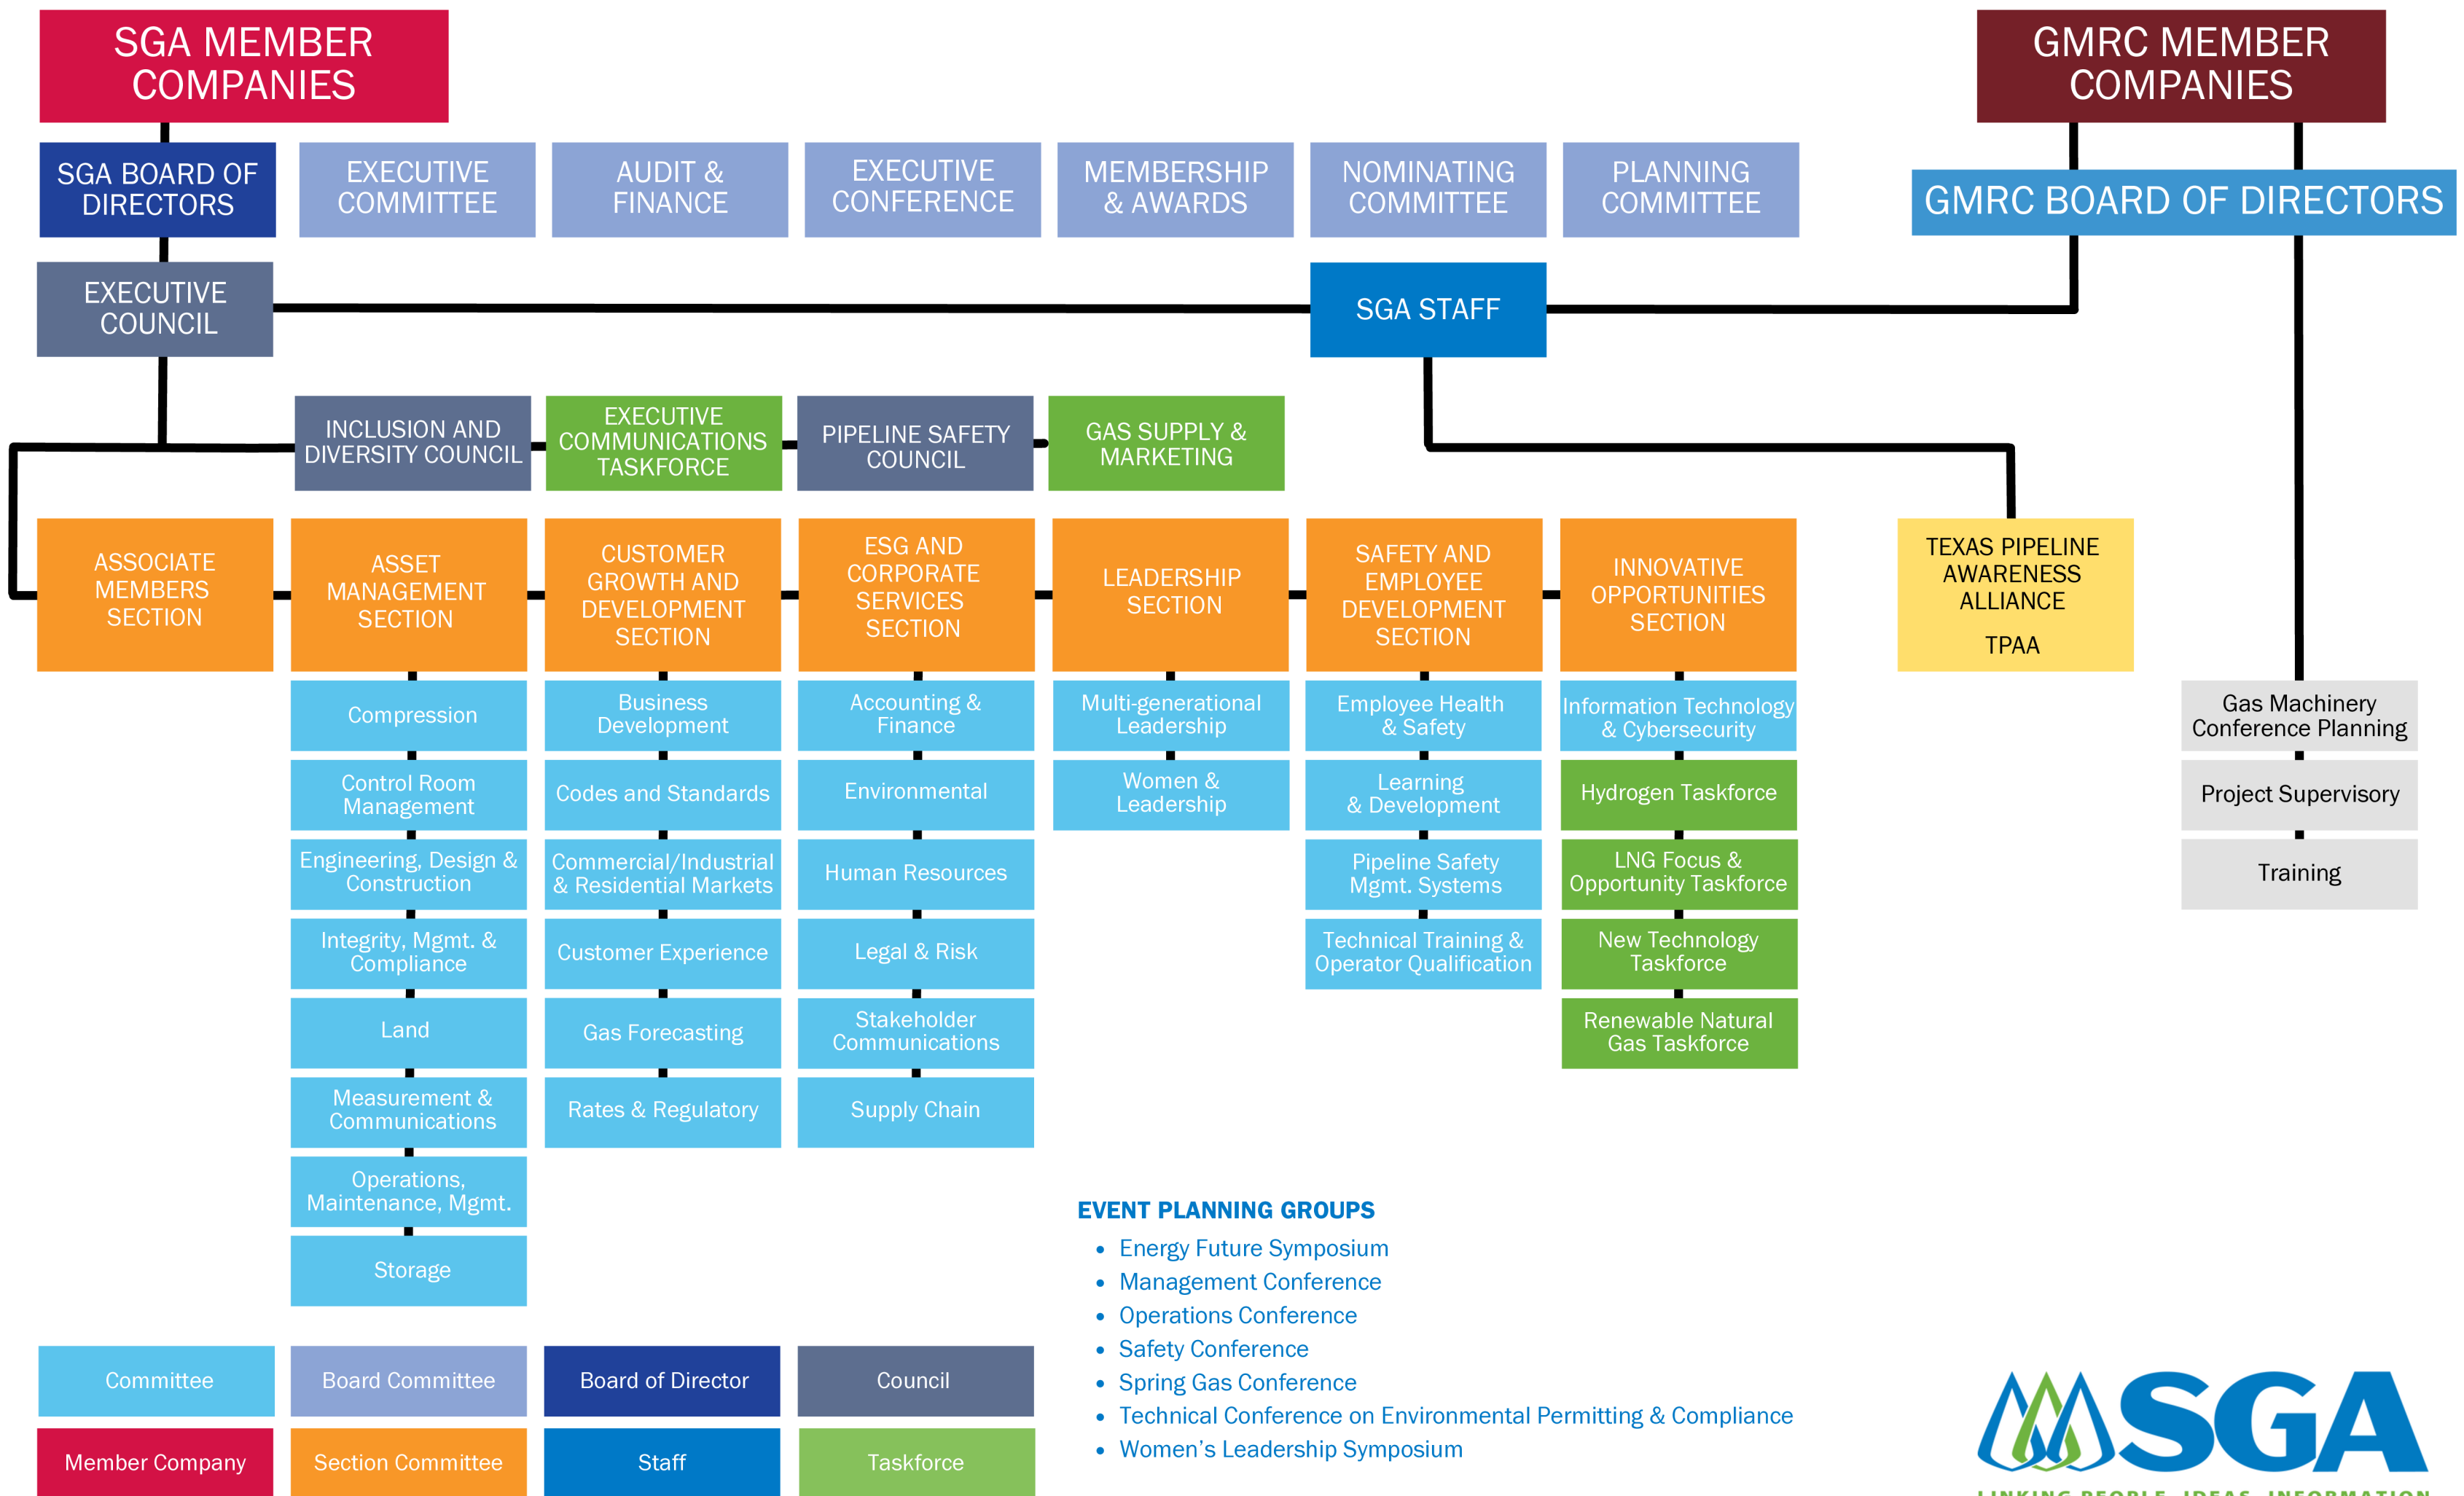 SGA MEMBER
COMPANIES
GMRC MEMBER
COMPANIES
SGA BOARD OF
DIRECTORS
EXECUTIVE
COMMITTEE
AUDIT &
FINANCE
EXECUTIVE
CONFERENCE
MEMBERSHIP
& AWARDS
NOMINATING
COMMITTEE
PLANNING
COMMITTEE
GMRC BOARD OF DIRECTORS
EXECUTIVE
COUNCIL
SGA STAFF
INCLUSION AND
DIVERSITY COUNCIL
EXECUTIVE
COMMUNICATIONS
TASKFORCE
PIPELINE SAFETY
COUNCIL
GAS SUPPLY &
MARKETING
ASSOCIATE
MEMBERS
SECTION
ASSET
MANAGEMENT
SECTION
CUSTOMER
GROWTH AND
DEVELOPMENT
SECTION
ESG AND
CORPORATE
SERVICES
SECTION
LEADERSHIP
SECTION
SAFETY AND
EMPLOYEE
DEVELOPMENT
SECTION
INNOVATIVE
OPPORTUNITIES
SECTION
TEXAS PIPELINE
AWARENESS
ALLIANCE
TPAA
Compression
Control Room
Management
Engineering, Design &
Construction
Integrity, Mgmt. &
Compliance
Land
Measurement &
Communications
Operations,
Maintenance, Mgmt.
Storage
Business
Development
Codes and Standards
Commercial/Industrial
& Residential Markets
Customer Experience
Gas Forecasting
Rates & Regulatory
Accounting &
Finance
Environmental
Human Resources
Legal & Risk
Stakeholder
Communications
Supply Chain
Multi-generational
Leadership
Women &
Leadership
Employee Health
& Safety
Learning
& Development
Pipeline Safety
Mgmt. Systems
Technical Training &
Operator Qualification
Information Technology
& Cybersecurity
Hydrogen Taskforce
LNG Focus &
Opportunity Taskforce
New Technology
Taskforce
Renewable Natural
Gas Taskforce
Gas Machinery
Conference Planning
Project Supervisory
Training
EVENT PLANNING GROUPS
• Energy Future Symposium
• Management Conference
• Operations Conference
• Safety Conference
• Spring Gas Conference
• Technical Conference on Environmental Permitting & Compliance
• Women's Leadership Symposium
Committee
Board Committee
Board of Director
Council
Member Company
Section Committee
Staff
Taskforce
SGA
LINKING PEOPLE, IDEAS, INFORMATION